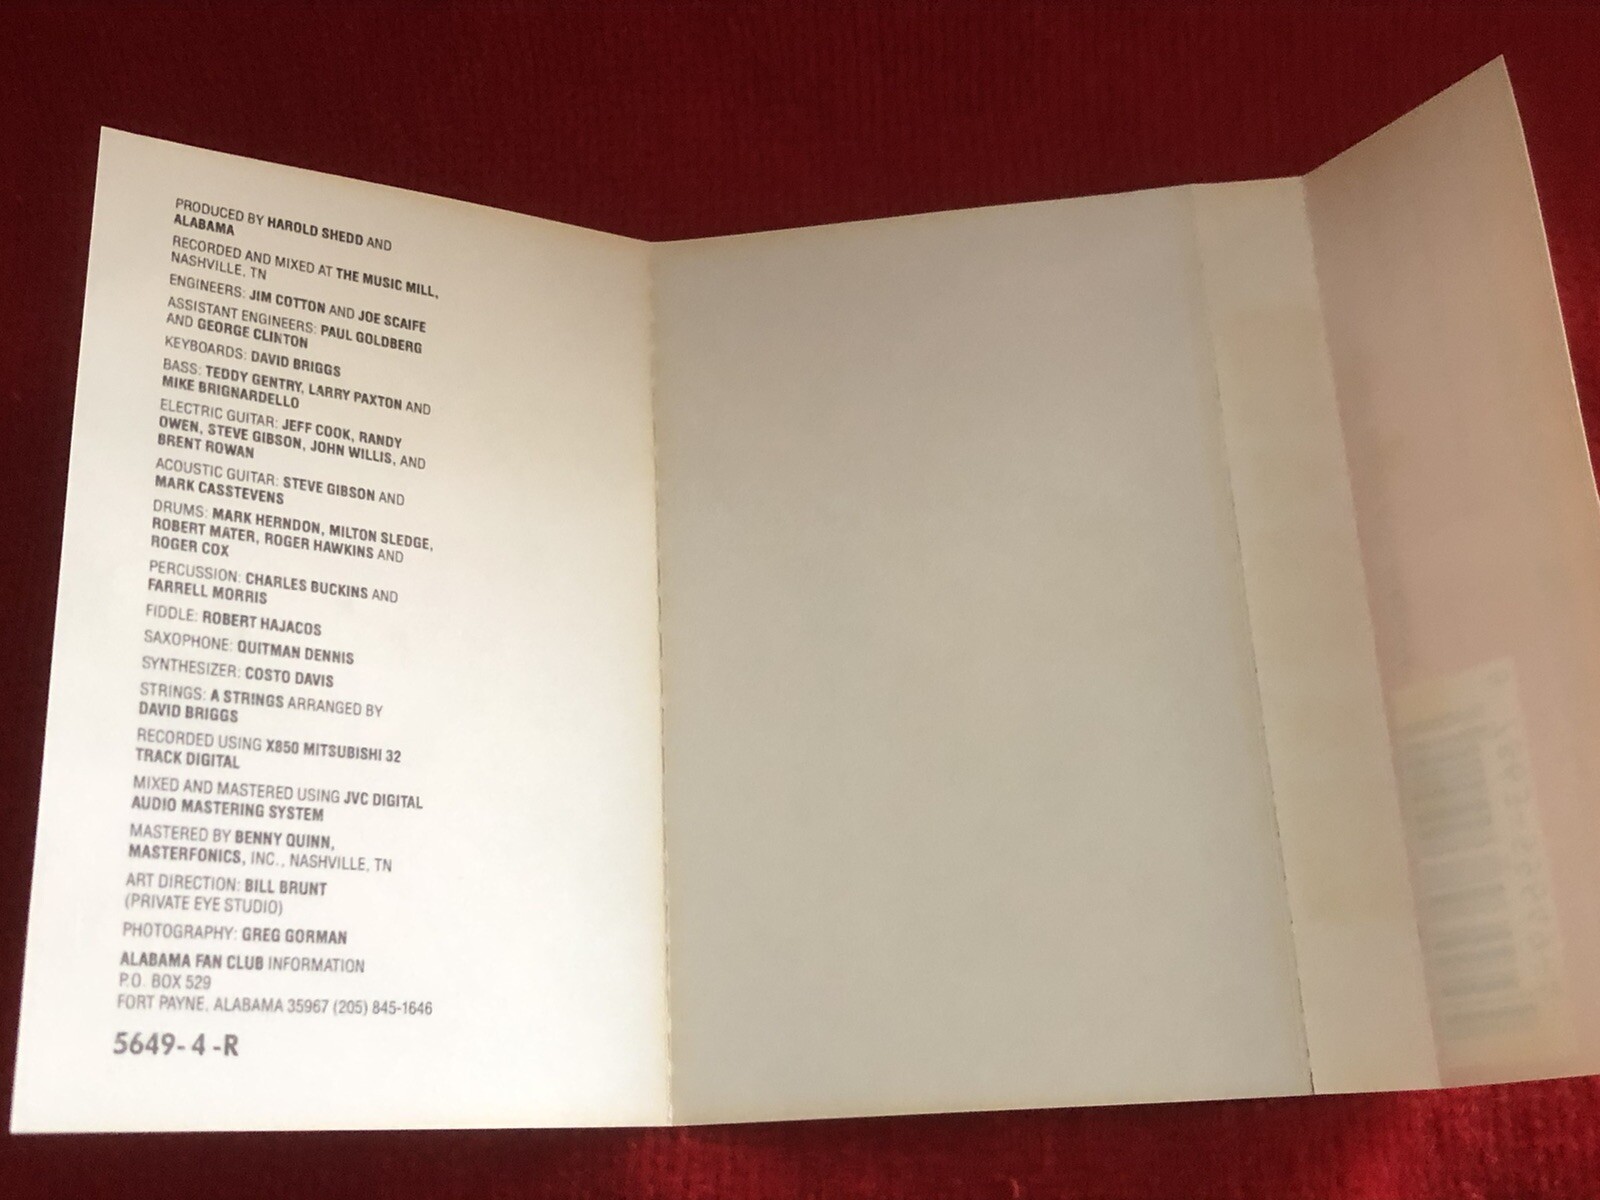 PRODUCED BY HAROLD SHEDD AND
ALABAMA
RECORDED AND MIXED AT THE MUSIC MILL,
NASHVILLE, TN
ENGINEERS: JIM COTTON AND JOE SCAIFE
ASSISTANT ENGINEERS: PAUL GOLDBERG
AND GEORGE CLINTON
KEYBOARDS: DAVID BRIGGS
BASS: TEDDY GENTRY, LARRY PAXTON AND
MIKE BRIGNARDELLO
ELECTRIC GUITAR: JEFF COOK, RANDY
OWEN, STEVE GIBSON, JOHN WILLIS, AND
BRENT ROWAN
ACOUSTIC GUITAR: STEVE GIBSON AND
MARK CASSTEVENS
DRUMS: MARK HERNDON, MILTON SLEDGE,
ROBERT MATER, ROGER HAWKINS AND
ROGER COX
PERCUSSION: CHARLES BUCKINS AND
FARRELL MORRIS
FIDDLE: ROBERT HAJACOS
SAXOPHONE: QUITMAN DENNIS
SYNTHESIZER: COSTO DAVIS
STRINGS: A STRINGS ARRANGED BY
DAVID BRIGGS
RECORDED USING X850 MITSUBISHI 32
TRACK DIGITAL
MIXED AND MASTERED USING JVC DIGITAL
AUDIO MASTERING SYSTEM
MASTERED BY BENNY QUINN,
MASTERFONICS, INC., NASHVILLE, TN
ART DIRECTION: BILL BRUNT
(PRIVATE EYE STUDIO)
PHOTOGRAPHY: GREG GORMAN
ALABAMA FAN CLUB INFORMATION
P.O. BOX 529
FORT PAYNE, ALABAMA 35967 (205) 845-1646
5649-4-R